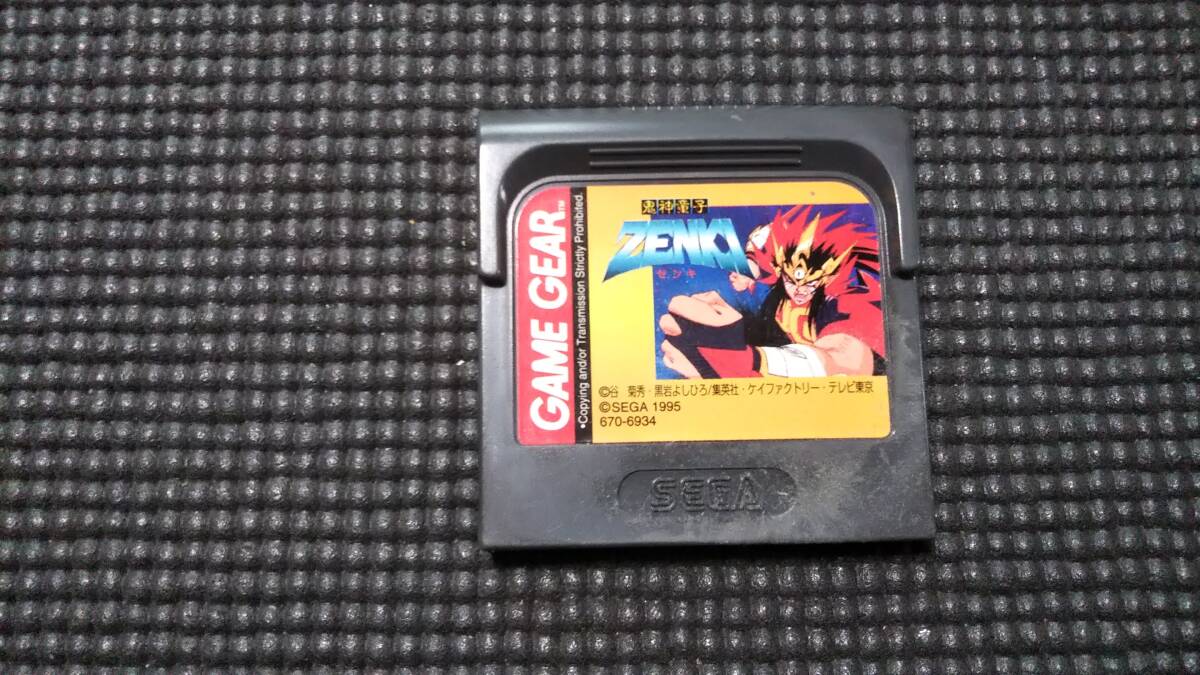 GAME GEAR™
•Copying and/or Transmission Strictly Prohibited.
鬼神童子
ZENKI
ゼンキ
©谷 菊秀・黒岩よしひろ/集英社・ケイファクトリー・テレビ東京
©SEGA 1995
670-6934
SEGA